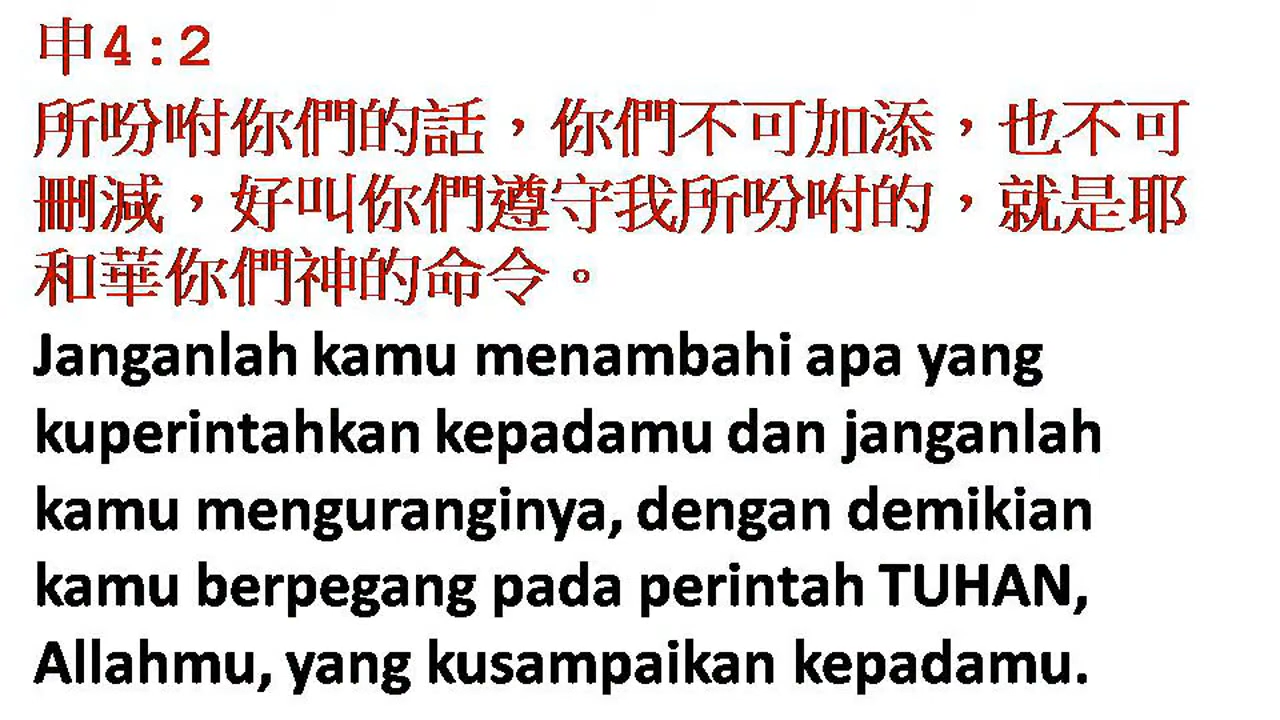 申4:2
所吩咐你們的話，你們不可加添，也不可
刪減，好叫你們遵守我所吩咐的，就是耶
和華你們神的命令。
Janganlah kamu menambahi apa yang
kuperintahkan kepadamu dan janganlah
kamu menguranginya, dengan demikian
kamu berpegang pada perintah TUHAN,
Allahmu, yang kusampaikan kepadamu.